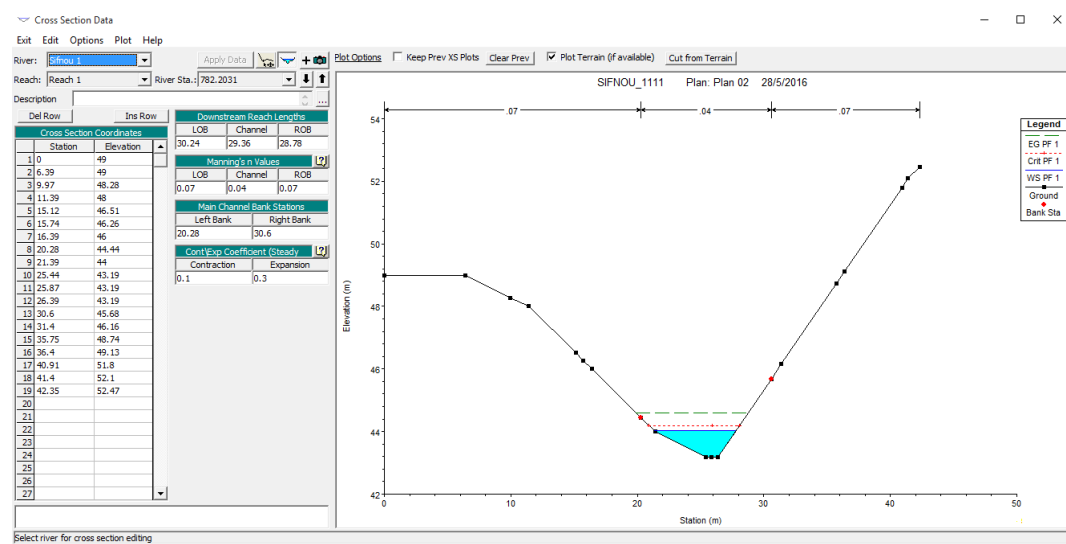 Cross Section Data
Exit Edit Options Plot Help
River: Sifnou 1 Apply Data
Reach: Reach 1 River Sta.: 782.2031
Description ...
Del Row Ins Row
Cross Section Coordinates
Station Elevation
1 0 49
2 6.39 49
3 9.97 48.28
4 11.39 48
5 15.12 46.51
6 15.74 46.26
7 16.39 46
8 20.28 44.44
9 21.39 44
10 25.44 43.19
11 25.87 43.19
12 26.39 43.19
13 30.6 45.68
14 31.4 46.16
15 35.75 48.74
16 36.4 49.13
17 40.91 51.8
18 41.4 52.1
19 42.35 52.47
20
21
22
23
24
25
26
27
Downstream Reach Lengths
LOB Channel ROB
30.24 29.36 28.78
Manning's n Values
LOB Channel ROB
0.07 0.04 0.07
Main Channel Bank Stations
Left Bank Right Bank
20.28 30.6
Cont\Exp Coefficient (Steady
Contraction Expansion
0.1 0.3
Plot Options Keep Prev XS Plots Clear Prev Plot Terrain (if available) Cut from Terrain
SIFNOU_1111 Plan: Plan 02 28/5/2016
.07 .04 .07
54
52
50
48
46
44
42
Elevation (m)
0 10 20 30 40 50
Station (m)
Legend
EG PF 1
Crit PF 1
WS PF 1
Ground
Bank Sta
Select river for cross section editing